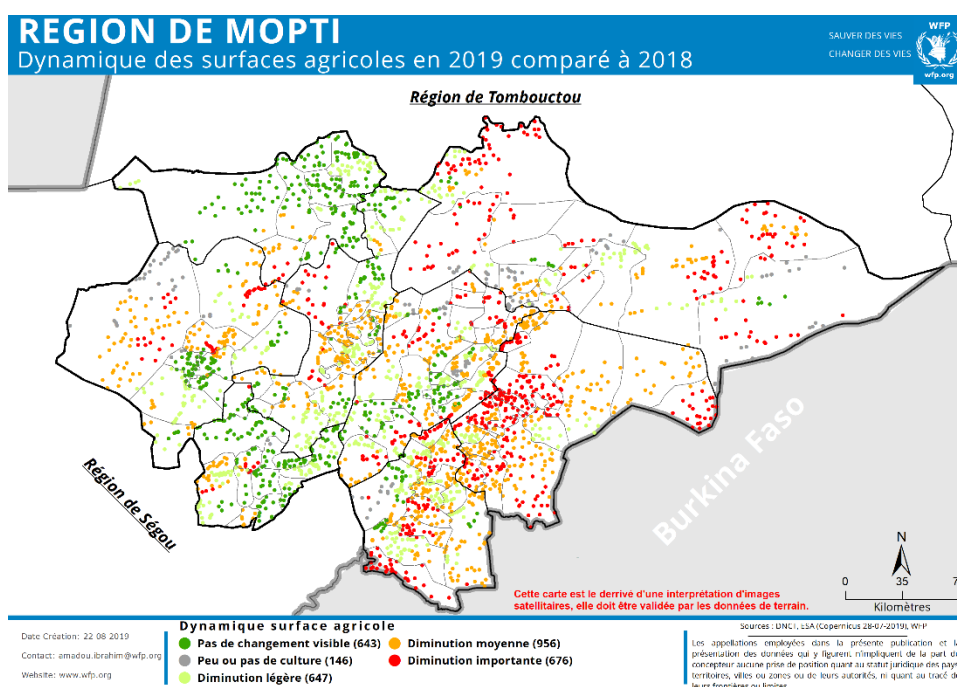 REGION DE MOPTI
Dynamique des surfaces agricoles en 2019 comparé à 2018
SAUVER DES VIES
CHANGER DES VIES
WFP
wfp.org
Région de Tombouctou
Région de Ségou
Burkina Faso
N
0 35 7
Kilomètres
Cette carte est le derrivé d'une interprétation d'images
satellitaires, elle doit être validée par les données de terrain.
Date Création: 22 08 2019
Contact: amadou.ibrahim@wfp.org
Website: www.wfp.org
Dynamique surface agricole
Pas de changement visible (643)
Peu ou pas de culture (146)
Diminution légère (647)
Diminution moyenne (956)
Diminution importante (676)
Sources : DNCT, ESA (Copernicus 28-07-2019), WFP
Les appellations employées dans la présente publication et la
présentation des données qui y figurent n'impliquent de la part du
concepteur aucune prise de position quant au statut juridique des pays,
territoires, villes ou zones ou de leurs autorités, ni quant au tracé de
leurs frontières ou limites